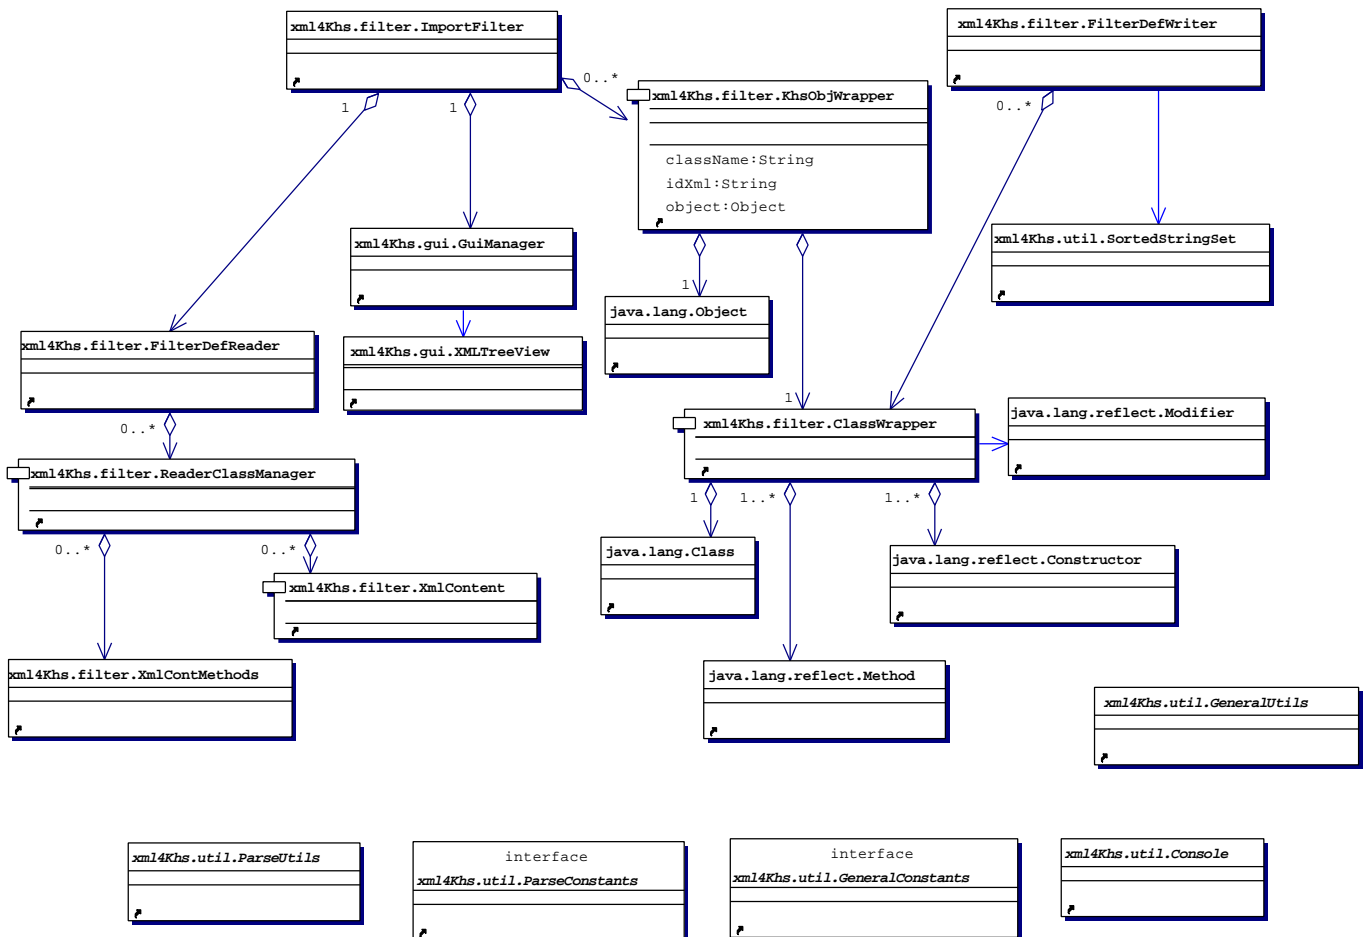 xml4Khs.filter.ImportFilter
xml4Khs.filter.FilterDefWriter
0..*
1
1
xml4Khs.filter.KhsObjWrapper
className:String
idXml:String
object:Object
0..*
xml4Khs.gui.GuiManager
xml4Khs.util.SortedStringSet
1
java.lang.Object
xml4Khs.filter.FilterDefReader
xml4Khs.gui.XMLTreeView
1
0..*
xml4Khs.filter.ClassWrapper
java.lang.reflect.Modifier
xml4Khs.filter.ReaderClassManager
1
1..*
1..*
0..*
0..*
java.lang.Class
java.lang.reflect.Constructor
xml4Khs.filter.XmlContent
xml4Khs.filter.XmlContMethods
java.lang.reflect.Method
xml4Khs.util.GeneralUtils
xml4Khs.util.ParseUtils
interface
xml4Khs.util.ParseConstants
interface
xml4Khs.util.GeneralConstants
xml4Khs.util.Console